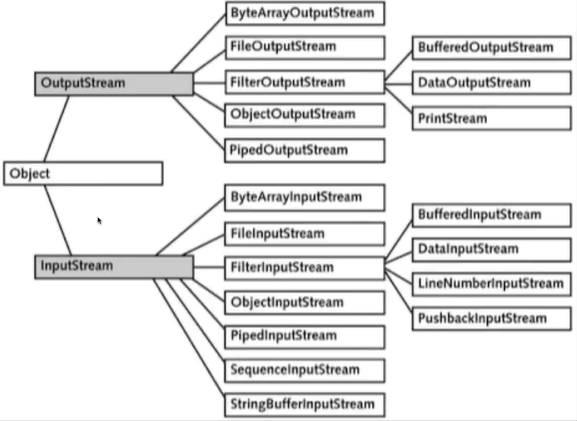 ByteArrayOutputStream
FileOutputStream
BufferedOutputStream
OutputStream
FilterOutputStream
DataOutputStream
ObjectOutputStream
PrintStream
PipedOutputStream
Object
ByteArrayInputStream
BufferedInputStream
FileInputStream
DataInputStream
InputStream
FilterInputStream
LineNumberInputStream
ObjectInputStream
PushbackInputStream
PipedInputStream
SequenceInputStream
StringBufferInputStream